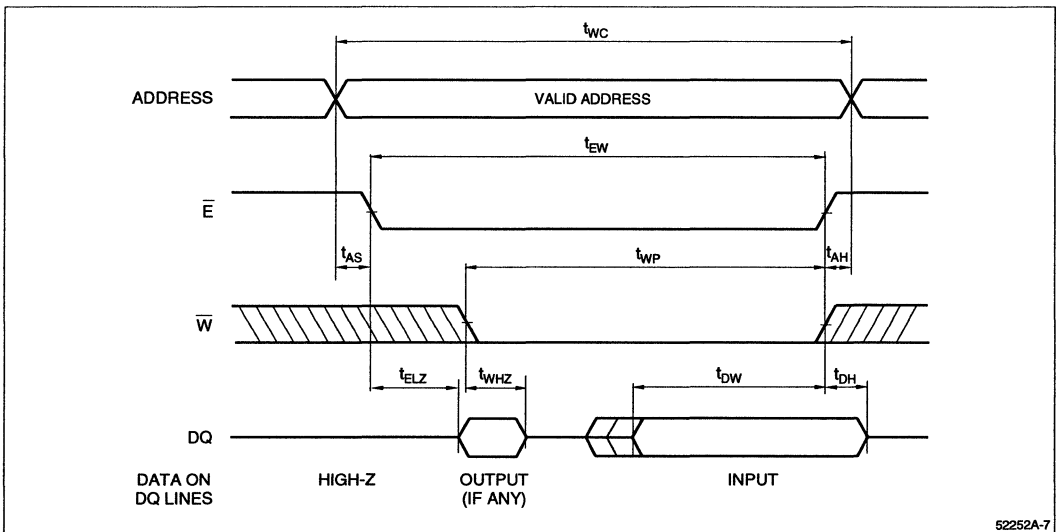 tWC
ADDRESS
VALID ADDRESS
tEW
E̅
tAS
tWP
tAH
W̅
tELZ
tWHZ
tDW
tDH
DQ
DATA ON
DQ LINES
HIGH-Z
OUTPUT
(IF ANY)
INPUT
52252A-7